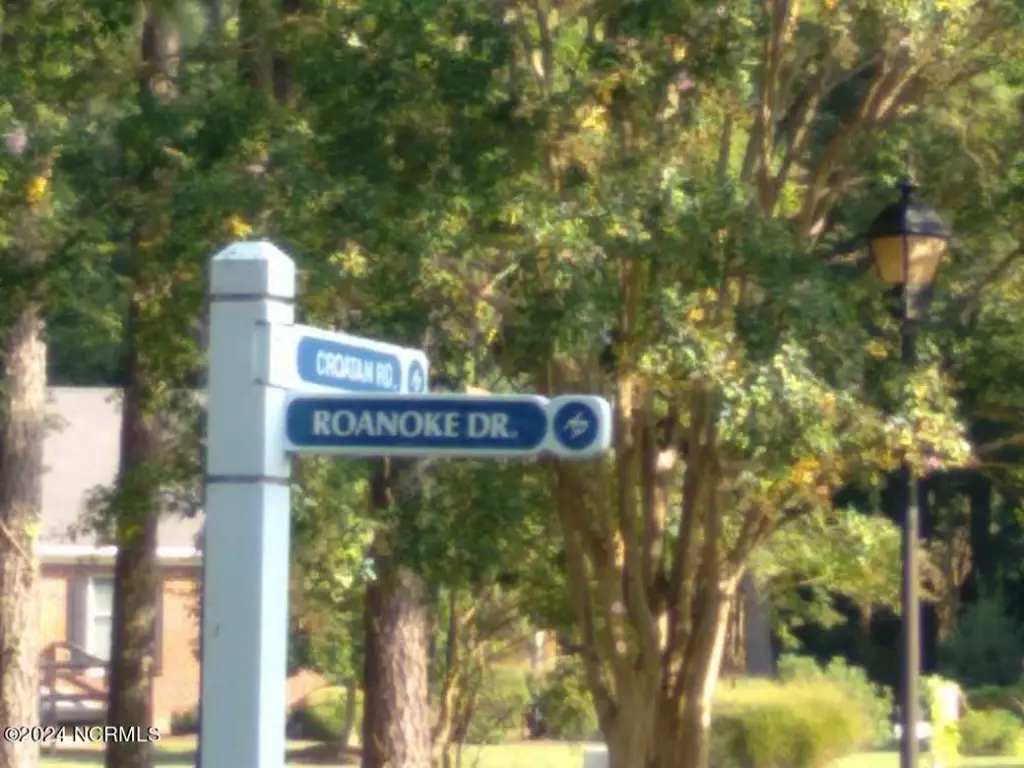 CROATAN RD.
ROANOKE DR.
©2024 NCRMLS